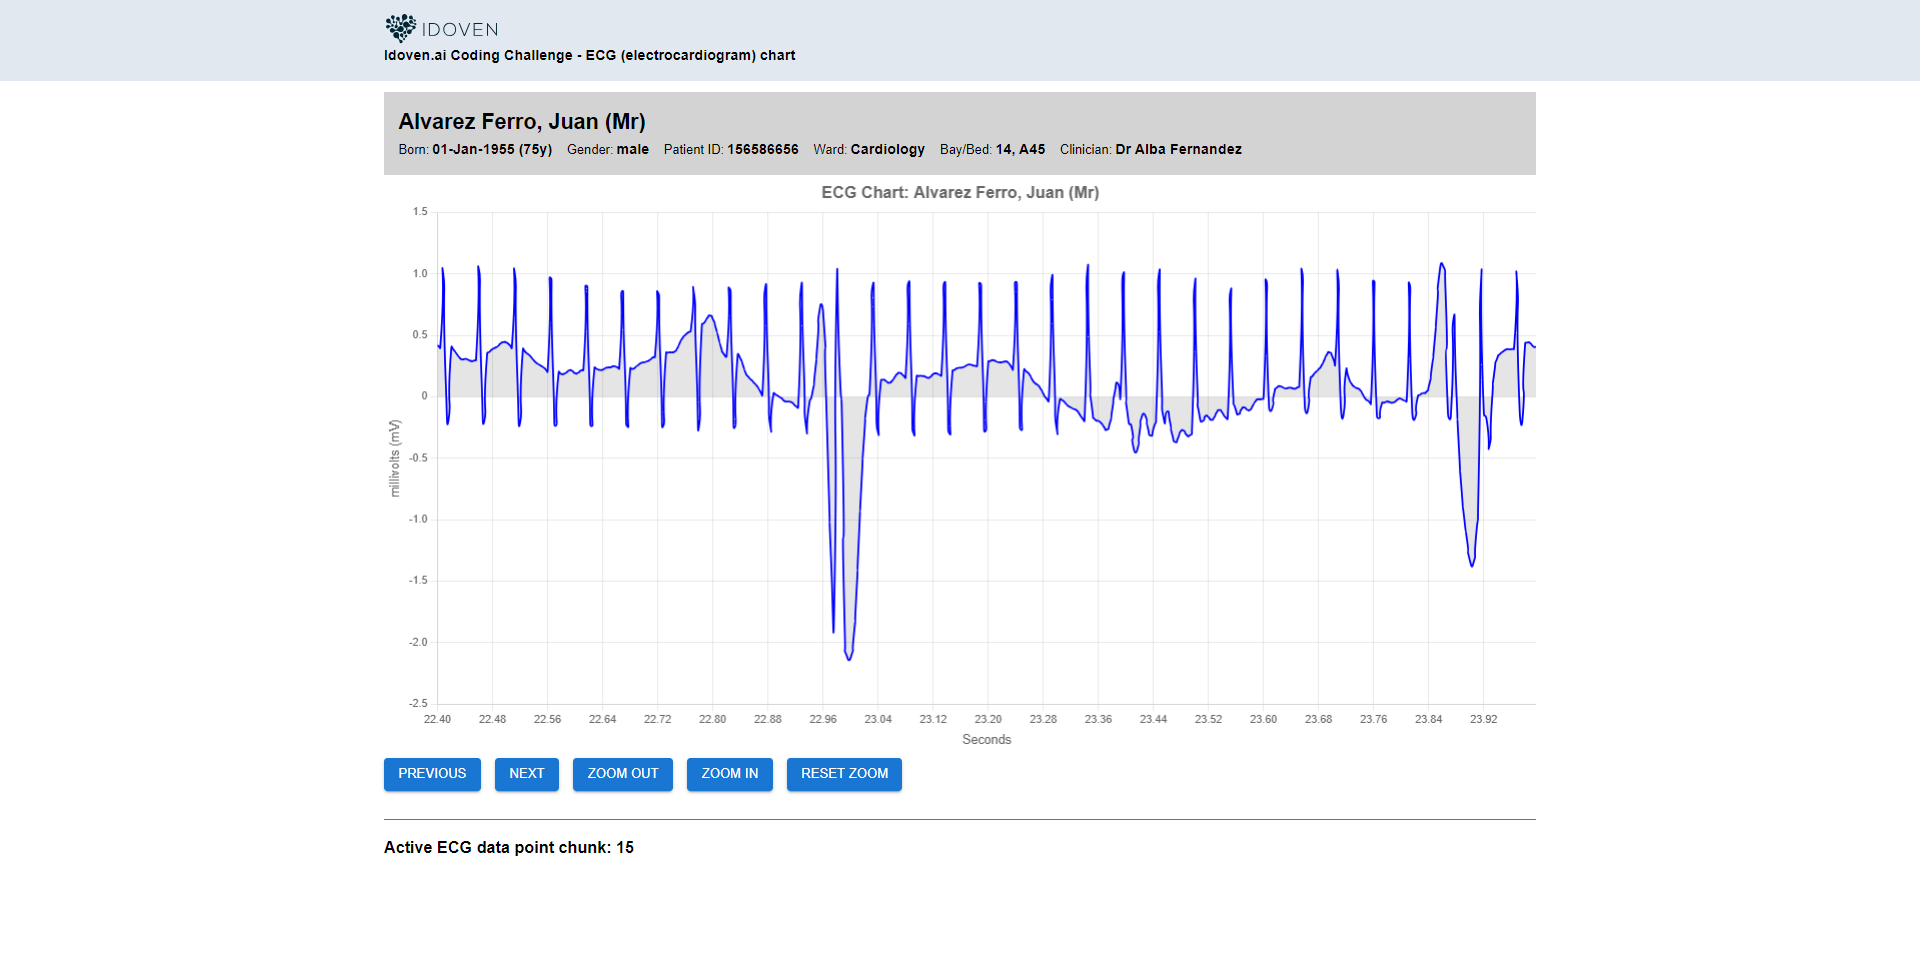 IDOVEN
Idoven.ai Coding Challenge - ECG (electrocardiogram) chart
Alvarez Ferro, Juan (Mr)
Born: 01-Jan-1955 (75y) Gender: male Patient ID: 156586656 Ward: Cardiology Bay/Bed: 14, A45 Clinician: Dr Alba Fernandez
ECG Chart: Alvarez Ferro, Juan (Mr)
1.5
1.0
0.5
0
-0.5
-1.0
-1.5
-2.0
-2.5
millivolts (mV)
22.40 22.48 22.56 22.64 22.72 22.80 22.88 22.96 23.04 23.12 23.20 23.28 23.36 23.44 23.52 23.60 23.68 23.76 23.84 23.92
Seconds
PREVIOUS NEXT ZOOM OUT ZOOM IN RESET ZOOM
Active ECG data point chunk: 15